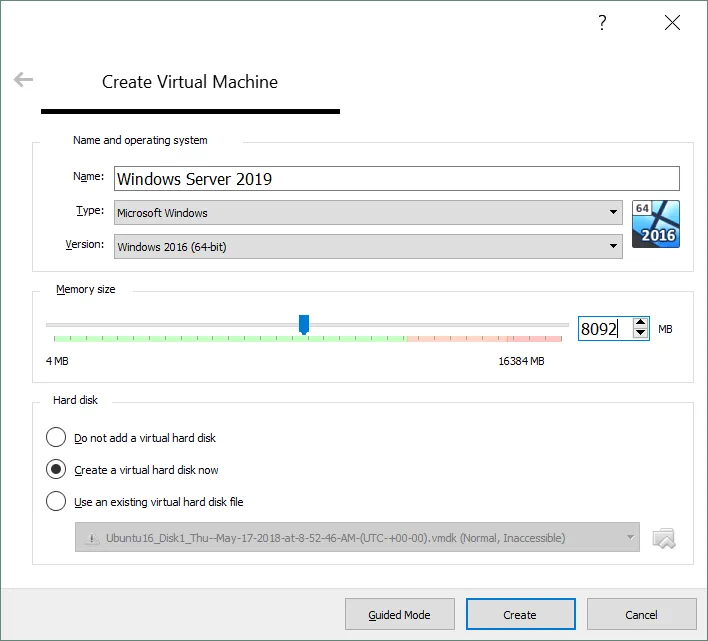 ?
Create Virtual Machine
Name and operating system
Name: Windows Server 2019
Type: Microsoft Windows
64
2016
Version: Windows 2016 (64-bit)
Memory size
8092 MB
4 MB 16384 MB
Hard disk
Do not add a virtual hard disk
Create a virtual hard disk now
Use an existing virtual hard disk file
Ubuntu16_Disk1_Thu--May-17-2018-at-8-52-46-AM-(UTC-+00-00).vmdk (Normal, Inaccessible)
Guided Mode Create Cancel